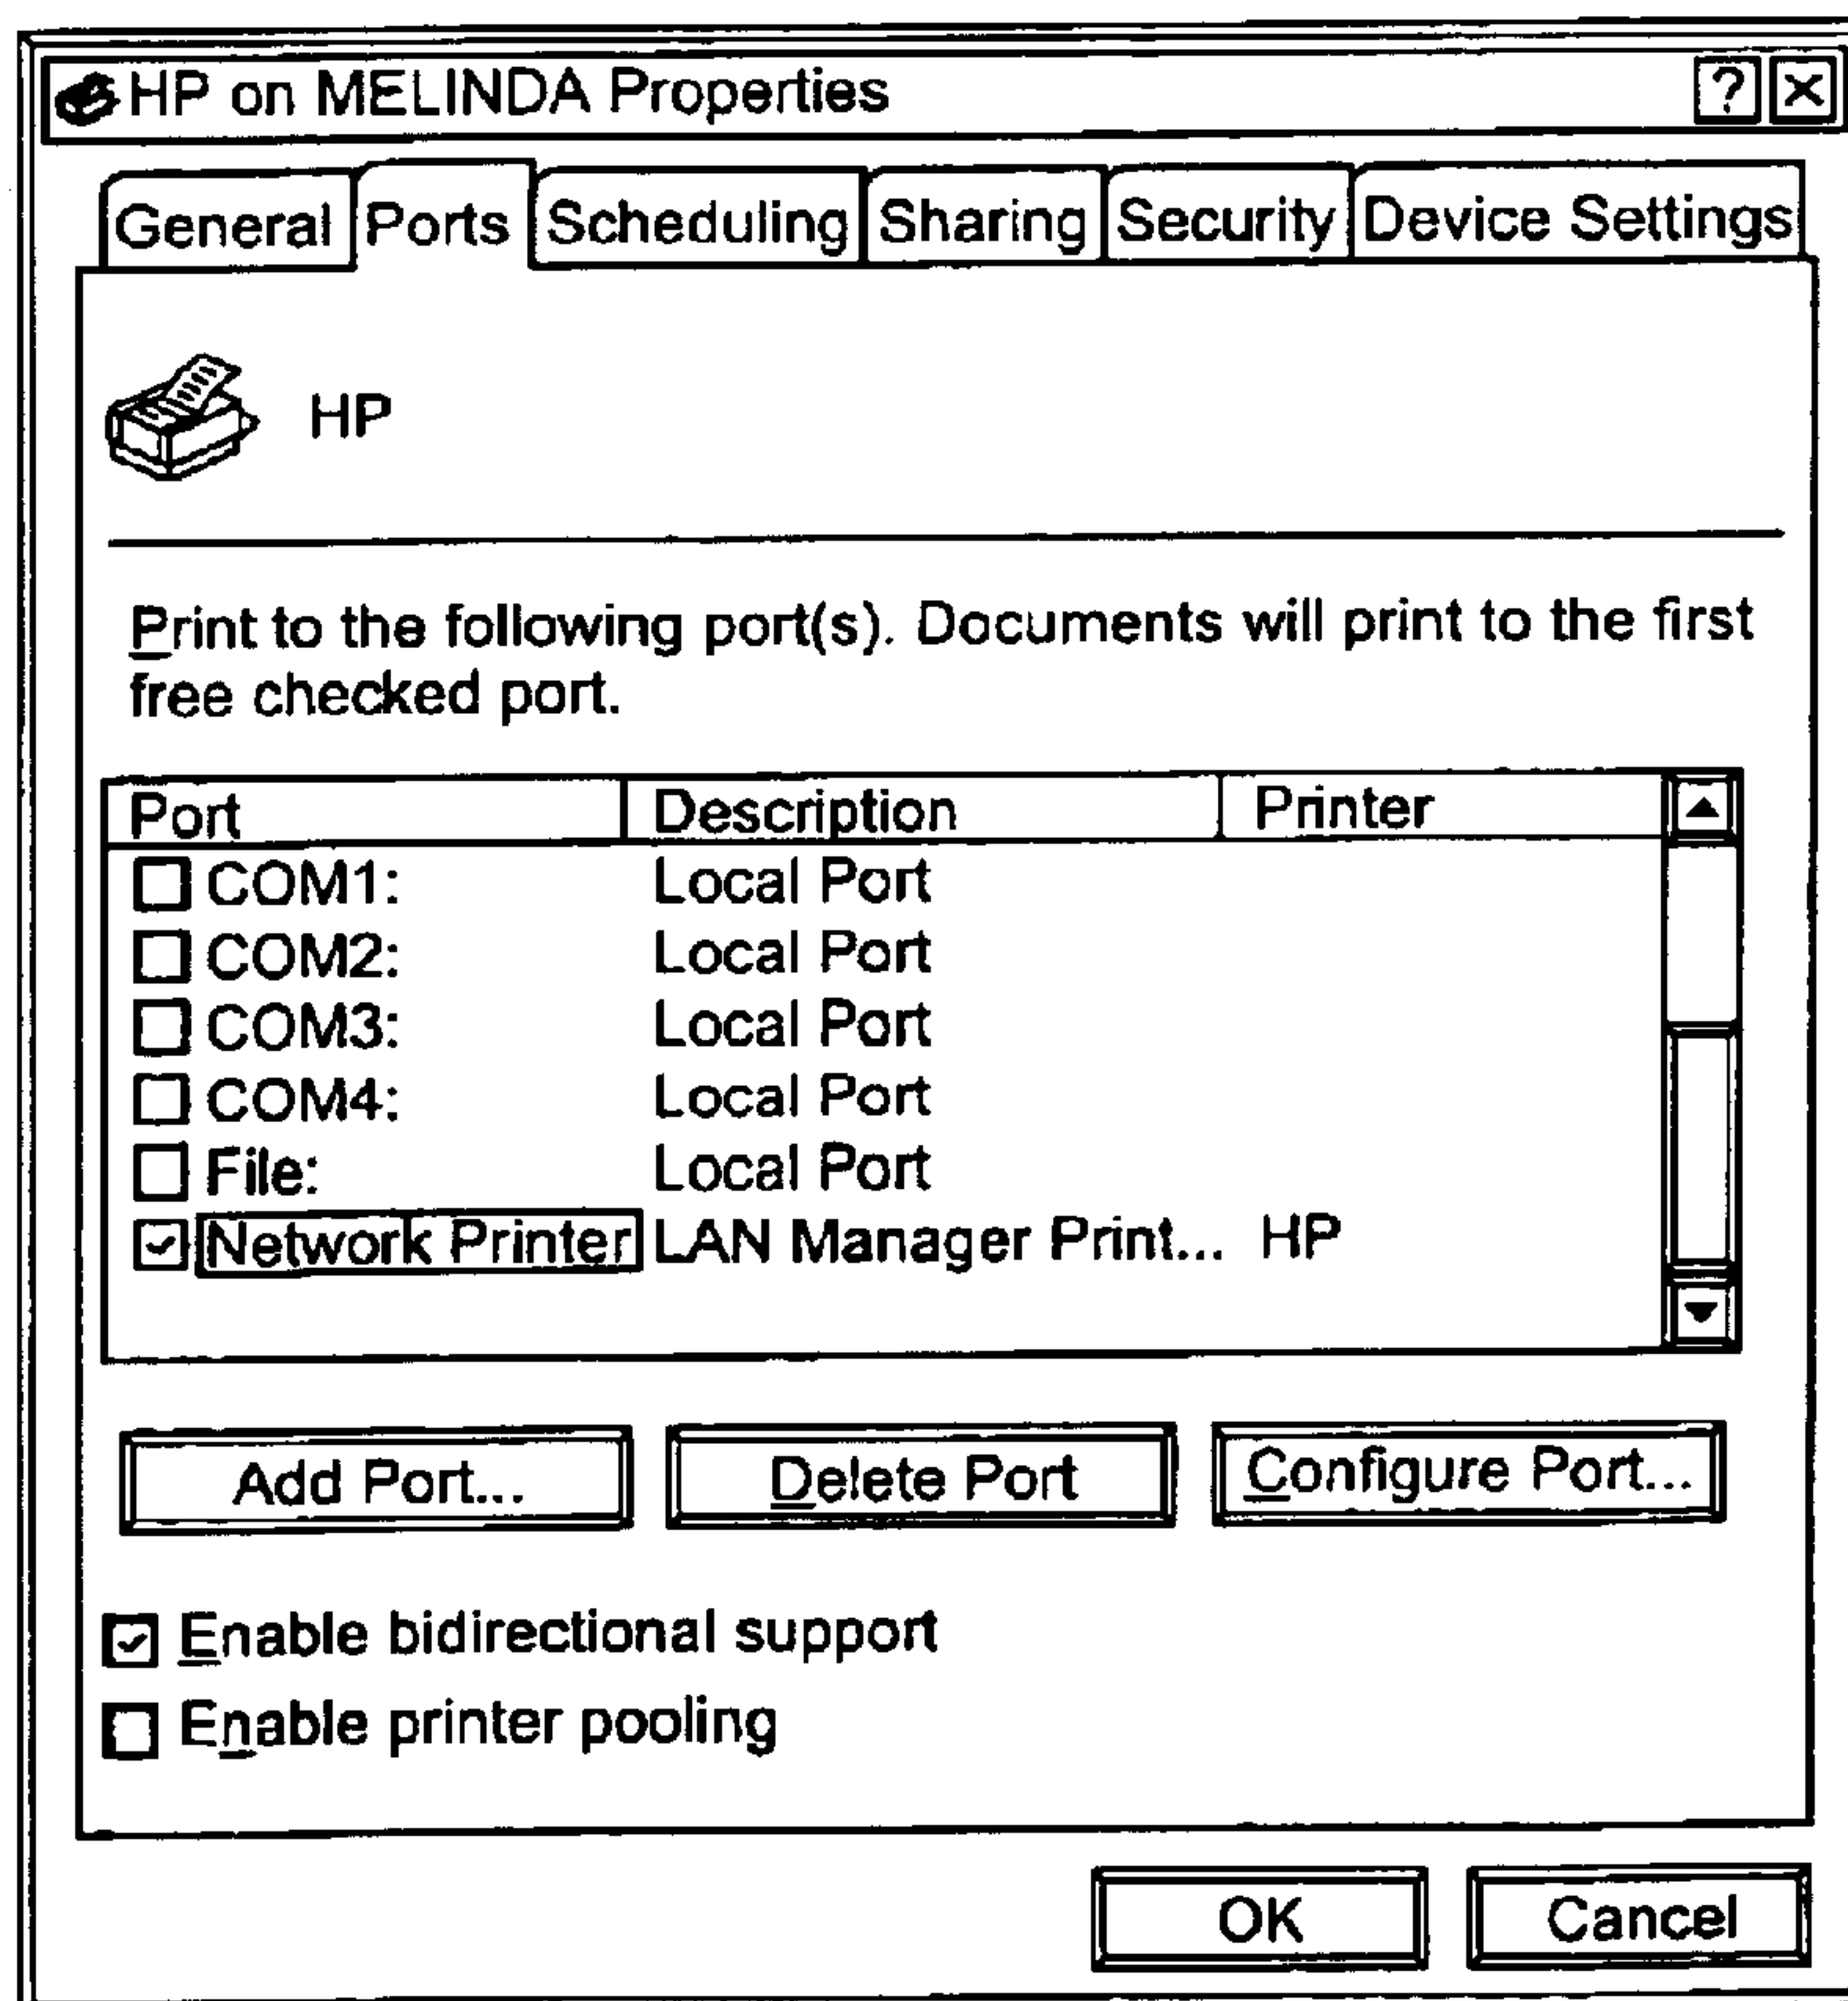 HP on MELINDA Properties ? X
General Ports Scheduling Sharing Security Device Settings
HP
Print to the following port(s). Documents will print to the first
free checked port.
Port Description Printer
COM1: Local Port
COM2: Local Port
COM3: Local Port
COM4: Local Port
File: Local Port
Network Printer LAN Manager Print... HP
Add Port... Delete Port Configure Port...
Enable bidirectional support
Enable printer pooling
OK Cancel